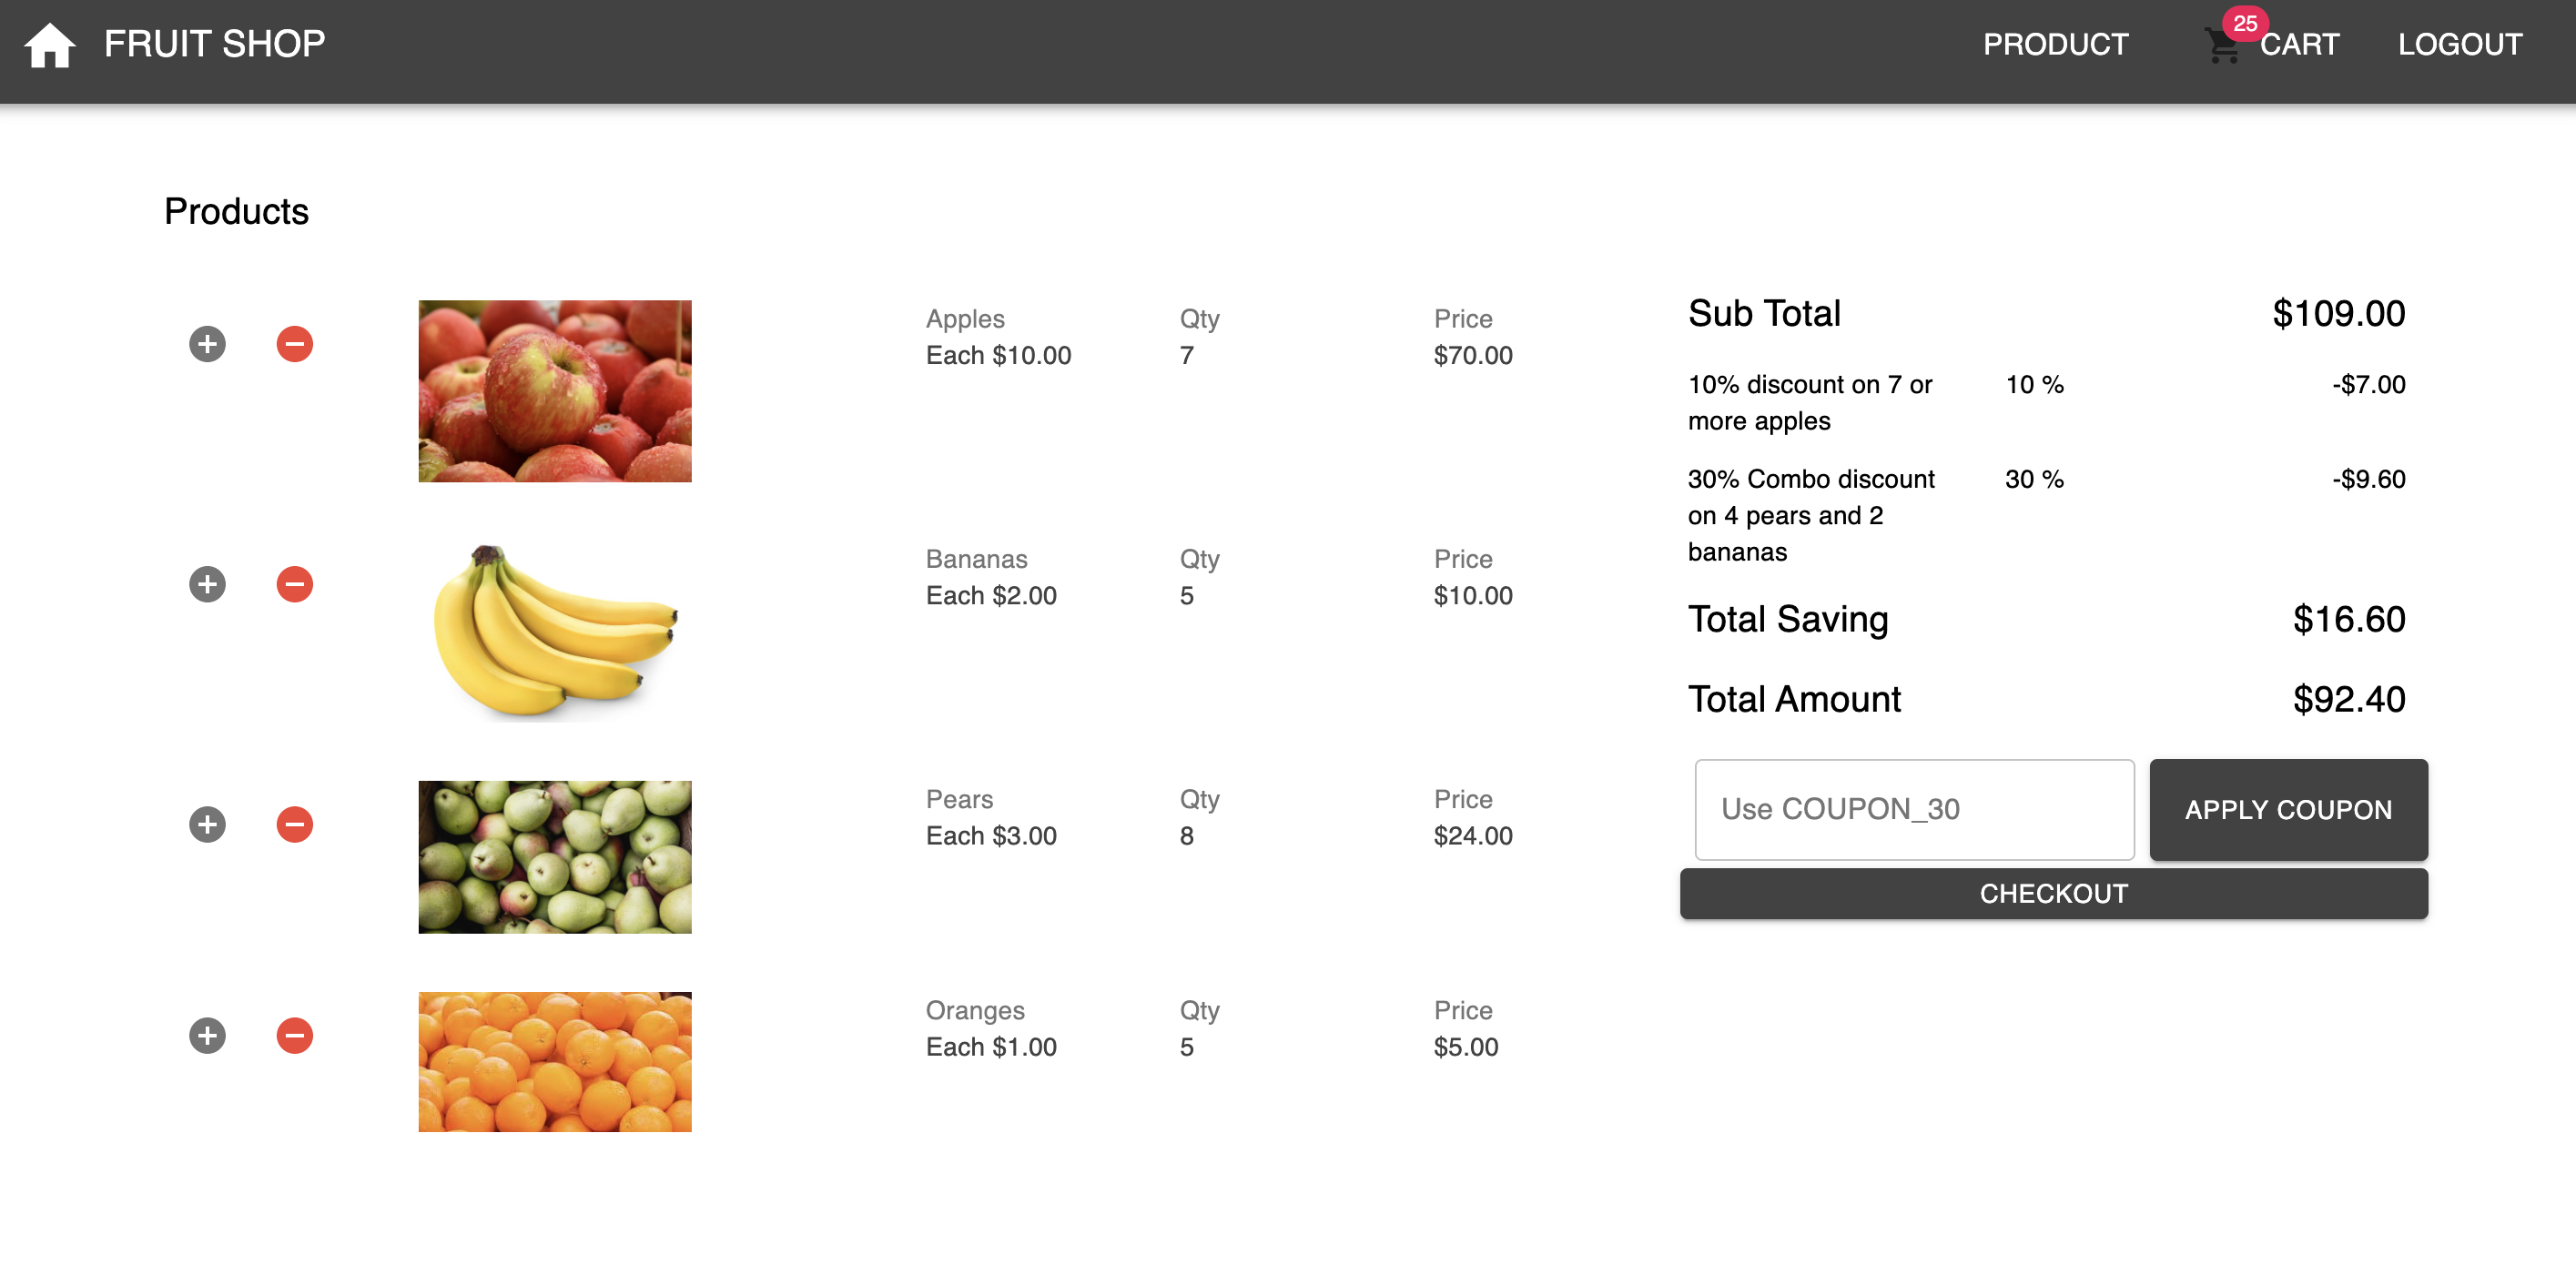 FRUIT SHOP
PRODUCT
25
CART
LOGOUT
Products
Apples
Each $10.00
Qty
7
Price
$70.00
Bananas
Each $2.00
Qty
5
Price
$10.00
Pears
Each $3.00
Qty
8
Price
$24.00
Oranges
Each $1.00
Qty
5
Price
$5.00
Sub Total
$109.00
10% discount on 7 or
more apples
10 %
-$7.00
30% Combo discount
on 4 pears and 2
bananas
30 %
-$9.60
Total Saving
$16.60
Total Amount
$92.40
Use COUPON_30
APPLY COUPON
CHECKOUT